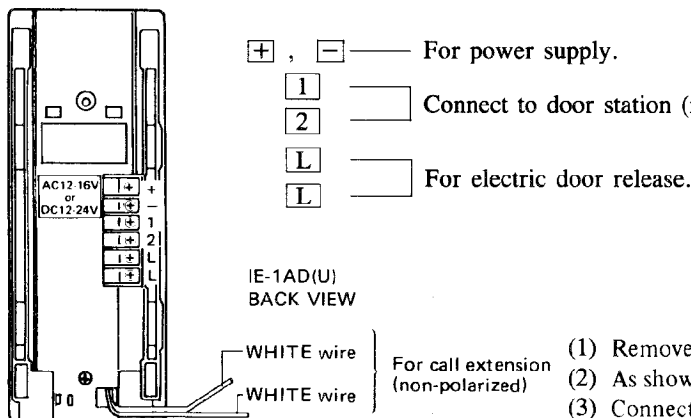 + , − For power supply.
1
2
Connect to door station
L
L
For electric door release.
AC12-16V
or
DC12-24V
+
−
1
2
L
L
IE-1AD(U)
BACK VIEW
WHITE wire
WHITE wire
For call extension
(non-polarized)
(1) Remove
(2) As show
(3) Connect